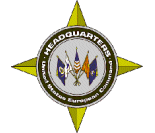 HEADQUARTERS
United States European Command